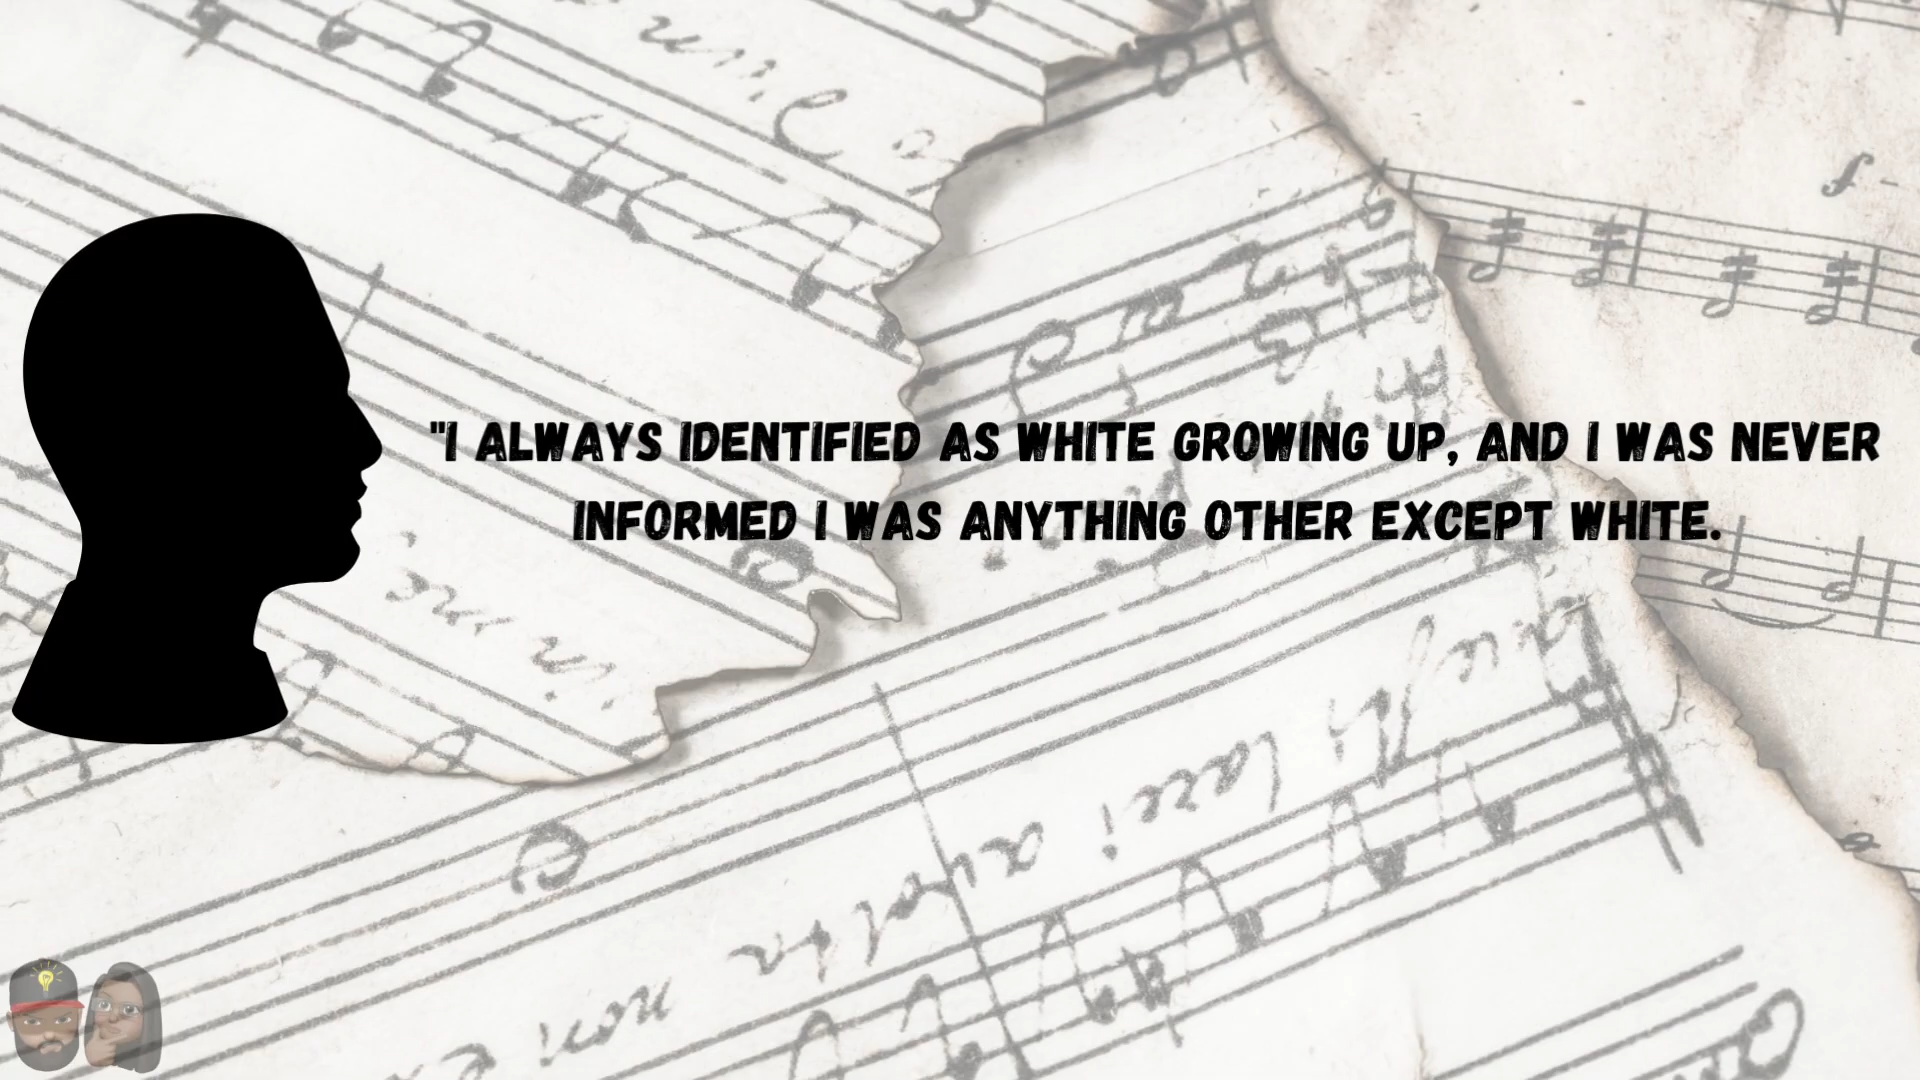 "I ALWAYS IDENTIFIED AS WHITE GROWING UP, AND I WAS NEVER
INFORMED I WAS ANYTHING OTHER EXCEPT WHITE.